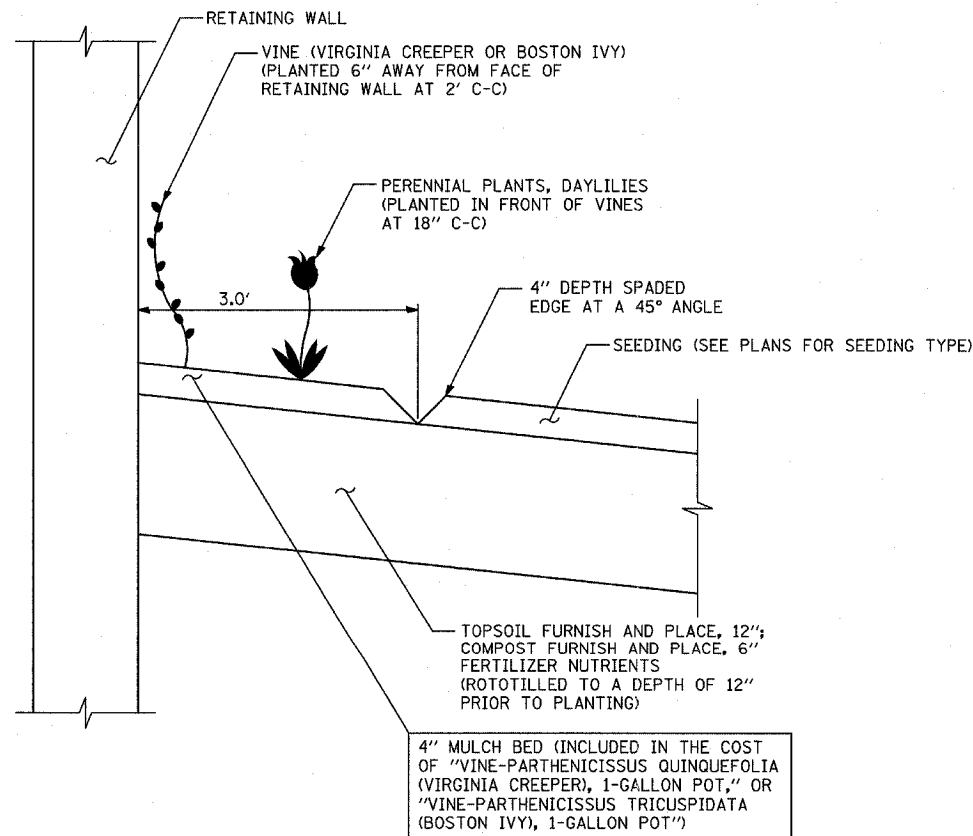 RETAINING WALL
VINE (VIRGINIA CREEPER OR BOSTON IVY)
(PLANTED 6" AWAY FROM FACE OF
RETAINING WALL AT 2' C-C)
PERENNIAL PLANTS, DAYLILIES
(PLANTED IN FRONT OF VINES
AT 18" C-C)
3.0'
4" DEPTH SPADED
EDGE AT A 45° ANGLE
SEEDING (SEE PLANS FOR SEEDING TYPE)
TOPSOIL FURNISH AND PLACE, 12";
COMPOST FURNISH AND PLACE, 6"
FERTILIZER NUTRIENTS
(ROTOTILLED TO A DEPTH OF 12"
PRIOR TO PLANTING)
4" MULCH BED (INCLUDED IN THE COST
OF "VINE-PARTHENICISSUS QUINQUEFOLIA
(VIRGINIA CREEPER), 1-GALLON POT," OR
"VINE-PARTHENICISSUS TRICUSPIDATA
(BOSTON IVY), 1-GALLON POT")